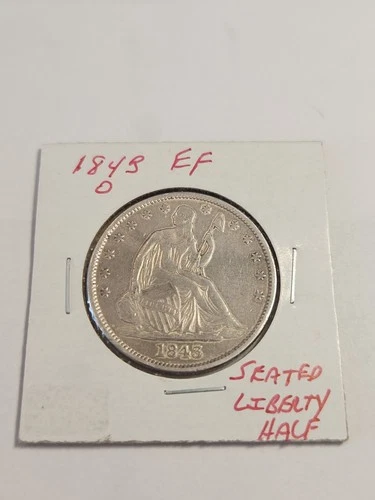 1843 EF
O
1843
SEATED
LIBERTY
HALF